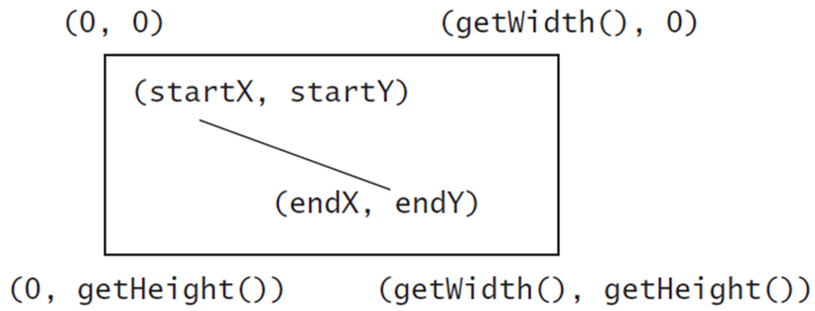 (0, 0) (getWidth(), 0)
(startX, startY)
(endX, endY)
(0, getHeight()) (getWidth(), getHeight())